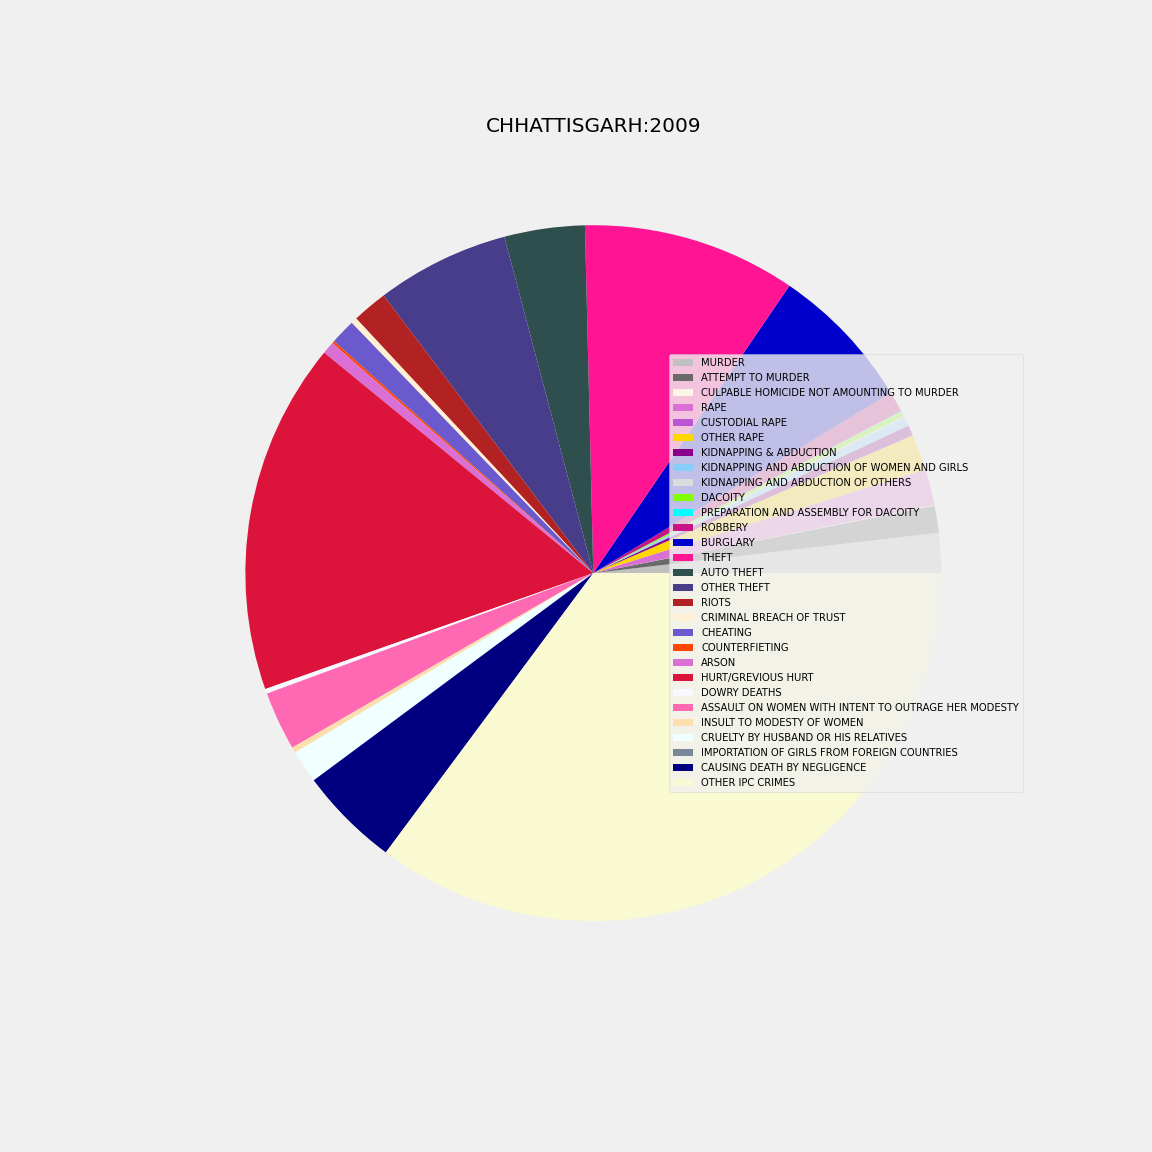 CHHATTISGARH:2009
MURDER
ATTEMPT TO MURDER
CULPABLE HOMICIDE NOT AMOUNTING TO MURDER
RAPE
CUSTODIAL RAPE
OTHER RAPE
KIDNAPPING & ABDUCTION
KIDNAPPING AND ABDUCTION OF WOMEN AND GIRLS
KIDNAPPING AND ABDUCTION OF OTHERS
DACOITY
PREPARATION AND ASSEMBLY FOR DACOITY
ROBBERY
BURGLARY
THEFT
AUTO THEFT
OTHER THEFT
RIOTS
CRIMINAL BREACH OF TRUST
CHEATING
COUNTERFIETING
ARSON
HURT/GREVIOUS HURT
DOWRY DEATHS
ASSAULT ON WOMEN WITH INTENT TO OUTRAGE HER MODESTY
INSULT TO MODESTY OF WOMEN
CRUELTY BY HUSBAND OR HIS RELATIVES
IMPORTATION OF GIRLS FROM FOREIGN COUNTRIES
CAUSING DEATH BY NEGLIGENCE
OTHER IPC CRIMES